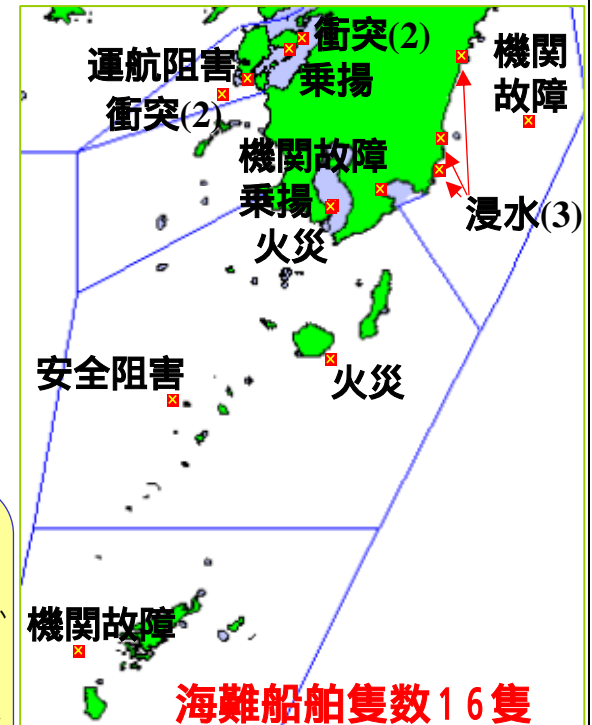 衝突(2)
運航阻害
乗揚
機関
故障
衝突(2)
機関故障
乗揚
浸水(3)
火災
安全阻害
火災
機関故障
海難船舶隻数16隻
、